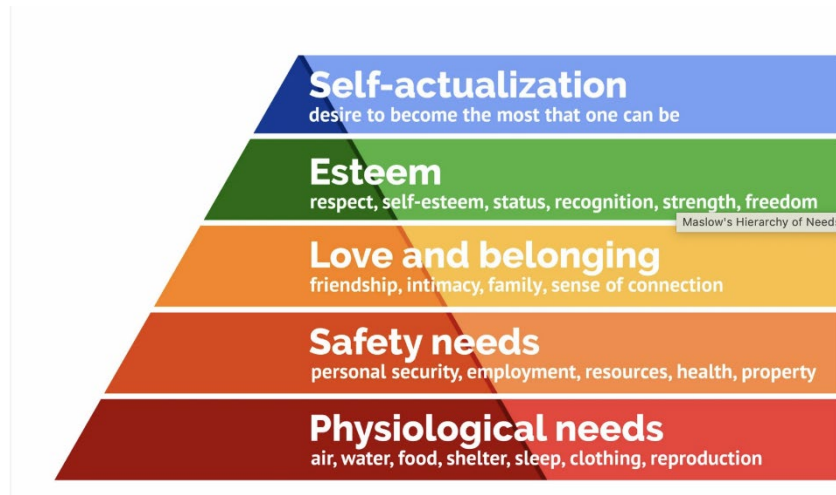 Self-actualization
desire to become the most that one can be
Esteem
respect, self-esteem, status, recognition, strength, freedom
Maslow's Hierarchy of Need
Love and belonging
friendship, intimacy, family, sense of connection
Safety needs
personal security, employment, resources, health, property
Physiological needs
air, water, food, shelter, sleep, clothing, reproduction